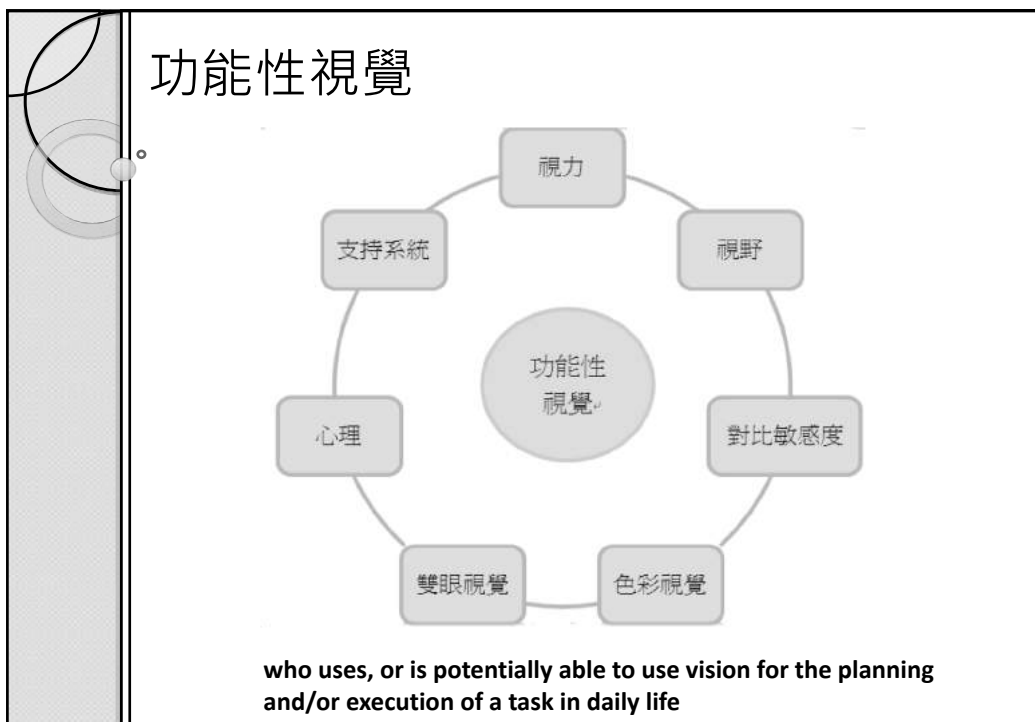 功能性視覺
視力
視野
對比敏感度
色彩視覺
雙眼視覺
心理
支持系統
功能性
視覺
who uses, or is potentially able to use vision for the planning
and/or execution of a task in daily life